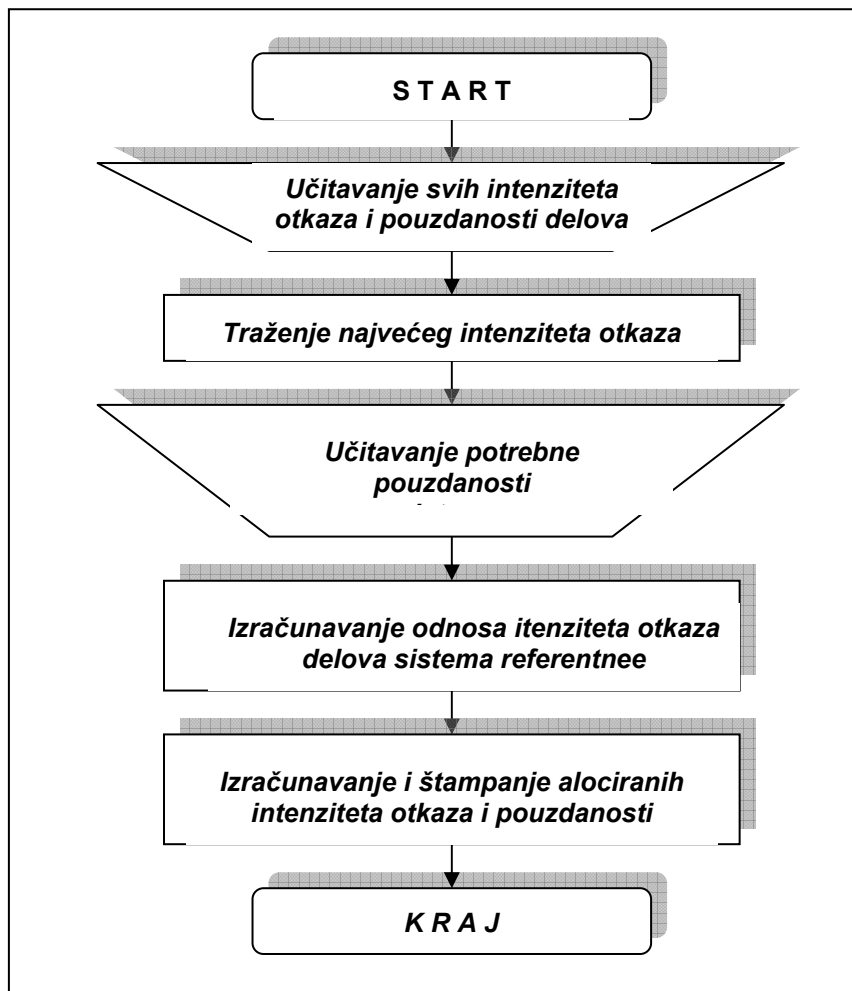 S T A R T
Učitavanje svih intenziteta
otkaza i pouzdanosti delova
Traženje najvećeg intenziteta otkaza
Učitavanje potrebne
pouzdanosti
Izračunavanje odnosa itenziteta otkaza
delova sistema referentnee
Izračunavanje i štampanje alociranih
intenziteta otkaza i pouzdanosti
K R A J